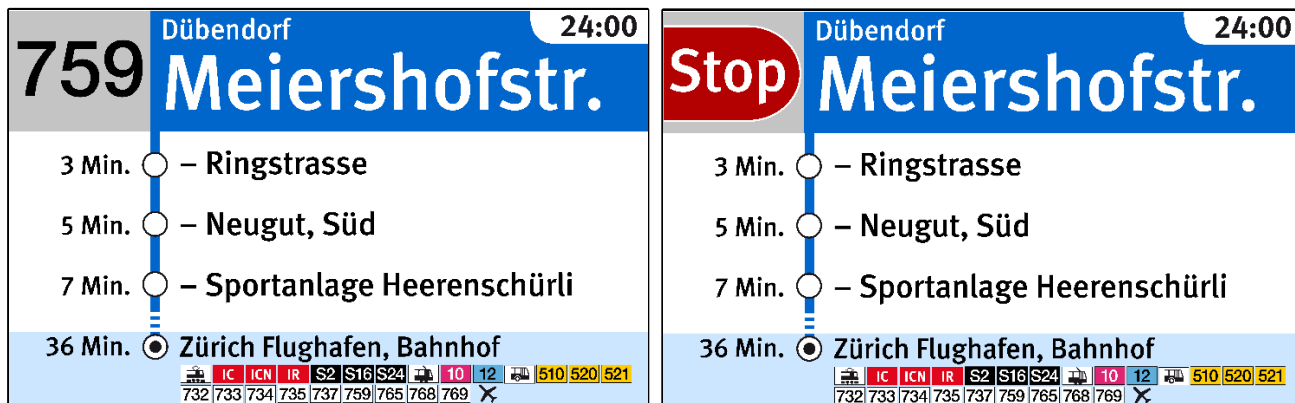 759
Dübendorf
24:00
Meiershofstr.
3 Min. – Ringstrasse
5 Min. – Neugut, Süd
7 Min. – Sportanlage Heerenschürli
36 Min. Zürich Flughafen, Bahnhof
IC ICN IR S2 S16 S24 10 12 510 520 521
732 733 734 735 737 759 765 768 769
Stop
Dübendorf
24:00
Meiershofstr.
3 Min. – Ringstrasse
5 Min. – Neugut, Süd
7 Min. – Sportanlage Heerenschürli
36 Min. Zürich Flughafen, Bahnhof
IC ICN IR S2 S16 S24 10 12 510 520 521
732 733 734 735 737 759 765 768 769